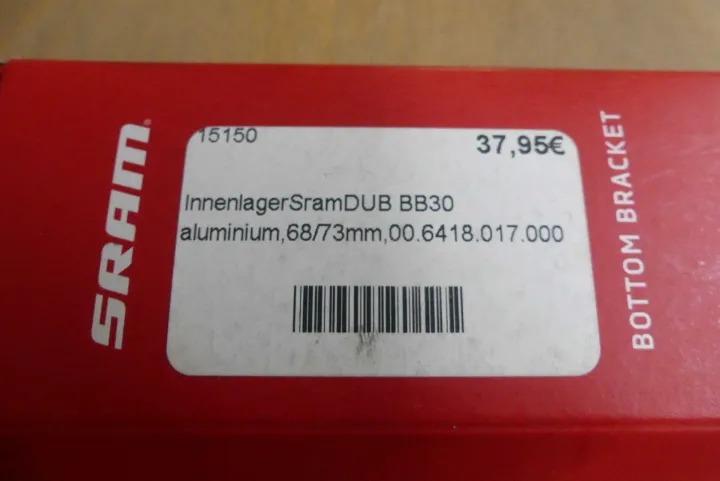 SRAM
15150
37,95€
InnenlagerSramDUB BB30
aluminium,68/73mm,00.6418.017.000
BOTTOM BRACKET